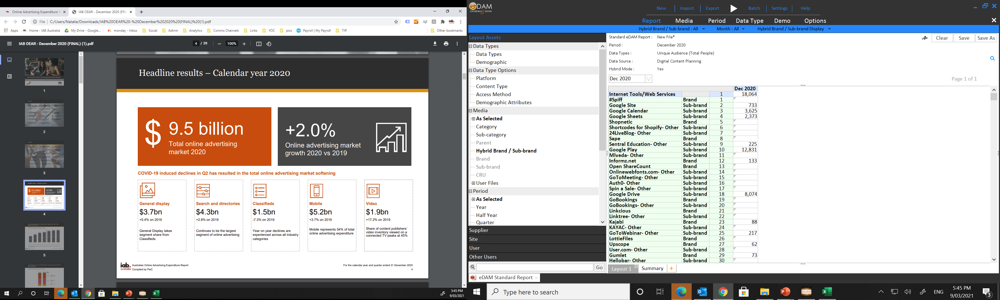 Online Advertising Expenditure F
IAB OEAR - December 2020 (FIN
File
C:/Users/Natalie/Downloads/IAB%20OEAR%20-%20December%202020%20(FINAL)%20(1).pdf
Apps
Home - IAB Australia
My Drive - Google...
monday - Inbox
Social
Admin
Analytics
Comms Channels
Links
YOC
pics
Payroll | My Payroll
Tiff
Other bookmarks
IAB OEAR - December 2020 (FINAL) (1).pdf
4 / 39
100%
1
2
3
4
5
Headline results – Calendar year 2020
$ 9.5 billion
Total online advertising
market 2020
+2.0%
Online advertising market
growth 2020 vs 2019
COVID-19 induced declines in Q2 has resulted in the total online advertising market softening
General display
$3.7bn
+5.4% on 2019
General Display takes
segment share from
Classifieds
Search and directories
$4.3bn
+2.8% on 2019
Continues to be the largest
segment of online advertising
Classifieds
$1.5bn
-7.3% on 2019
Year on year declines are
experienced across all industry
categories
Mobile
$5.2bn
+3.7% on 2019
Mobile represents 54% of total
online advertising expenditure
Video
$1.9bn
+17.2% on 2019
Share of content publishers'
video inventory viewed on a
connected TV peaks at 45%
iab.
australia
Australian Online Advertising Expenditure Report
Compiled by PwC
For the calendar year and quarter ended 31 December 2020
4
5:45 PM
9/03/2021
eDAM
Landsberry James
New
Import
Export
Batch
Settings
Help
Report
Media
Period
Data Type
Demo
Options
Hybrid Brand / Sub-brand : All
Month : All
Hybrid Brand / Sub-brand Display
Layout Assets
Data Types
Data Types
Demographic
Data Type Options
Platform
Content Type
Access Method
Demographic Attributes
Media
As Selected
Category
Sub-category
Parent
Hybrid Brand / Sub-brand
Brand
Sub-brand
CRU
User Files
Period
As Selected
Year
Half Year
Quarter
Supplier
Site
User
Other Users
Go
eDAM Standard Report
Standard eDAM Report : New File*
Period : December 2020
Data Types : Unique Audience (Total People)
Data Source : Digital Content Planning
Hybrid Mode : Yes
Clear
Save
Save As
Dec 2020
Page 1 of 1
Dec 2020
Internet Tools/Web Services 1 18,064
#Spiff Brand 1
Google Site Sub-brand 2 733
Google Calendar Sub-brand 3 3,625
Google Sheets Sub-brand 4 2,373
Shopnetic Brand 5
Shortcodes for Shopify- Other Sub-brand 6
24LiveBlog- Other Sub-brand 7
Sape Brand 8
Sentral Education- Other Sub-brand 9 225
Google Play Sub-brand 10 12,831
Mlveda- Other Sub-brand 11
Informz.net Brand 12 133
Open ShareCount Brand 13
Onlinewebfonts.com- Other Sub-brand 14
GoToMeeting- Other Sub-brand 15
Auth0- Other Sub-brand 16
Spin a Sale- Other Sub-brand 17
Google Drive Sub-brand 18 8,074
GoBookings Brand 19
GoBookings- Other Sub-brand 20
Linkcious Brand 21
Linktree- Other Sub-brand 22
Kajabi Brand 23 88
KAYAC- Other Sub-brand 24
GoToWebinar- Other Sub-brand 25 217
LottieFiles Brand 26
Upscope Brand 27 62
User.com- Other Sub-brand 28
Gumlet Brand 29 73
Hellobar- Other Sub-brand 30
Layout 1
Summary
+
Type here to search
ENG
5:45 PM
9/03/2021
3